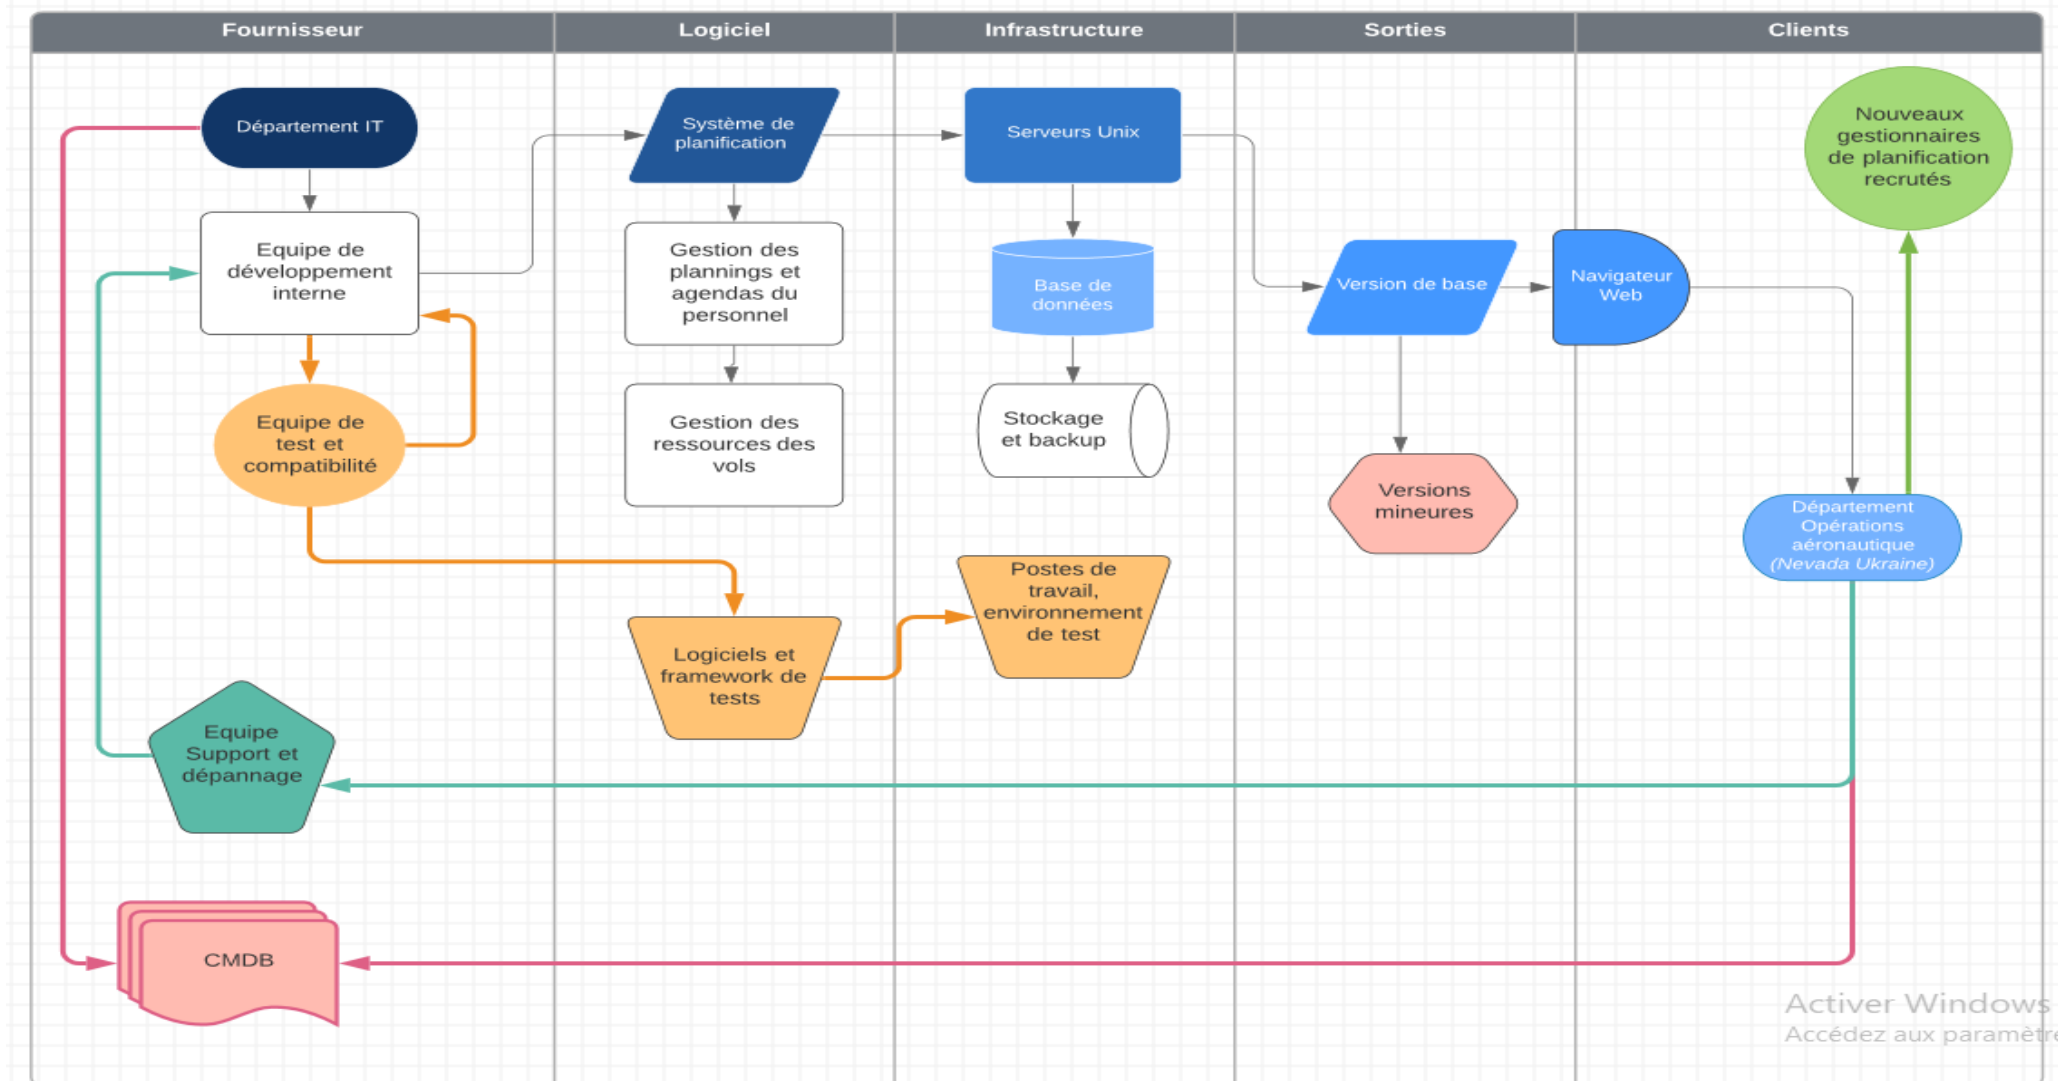 Fournisseur
Logiciel
Infrastructure
Sorties
Clients
Département IT
Equipe de
développement
interne
Equipe de
test et
compatibilité
Equipe
Support et
dépannage
CMDB
Système de
planification
Gestion des
plannings et
agendas du
personnel
Gestion des
ressources des
vols
Logiciels et
framework de
tests
Serveurs Unix
Base de
données
Stockage
et backup
Postes de
travail,
environnement
de test
Version de base
Versions
mineures
Navigateur
Web
Nouveaux
gestionnaires
de planification
recrutés
Département
Opérations
aéronautique
(Nevada Ukraine)
Activer Windows
Accédez aux paramètre